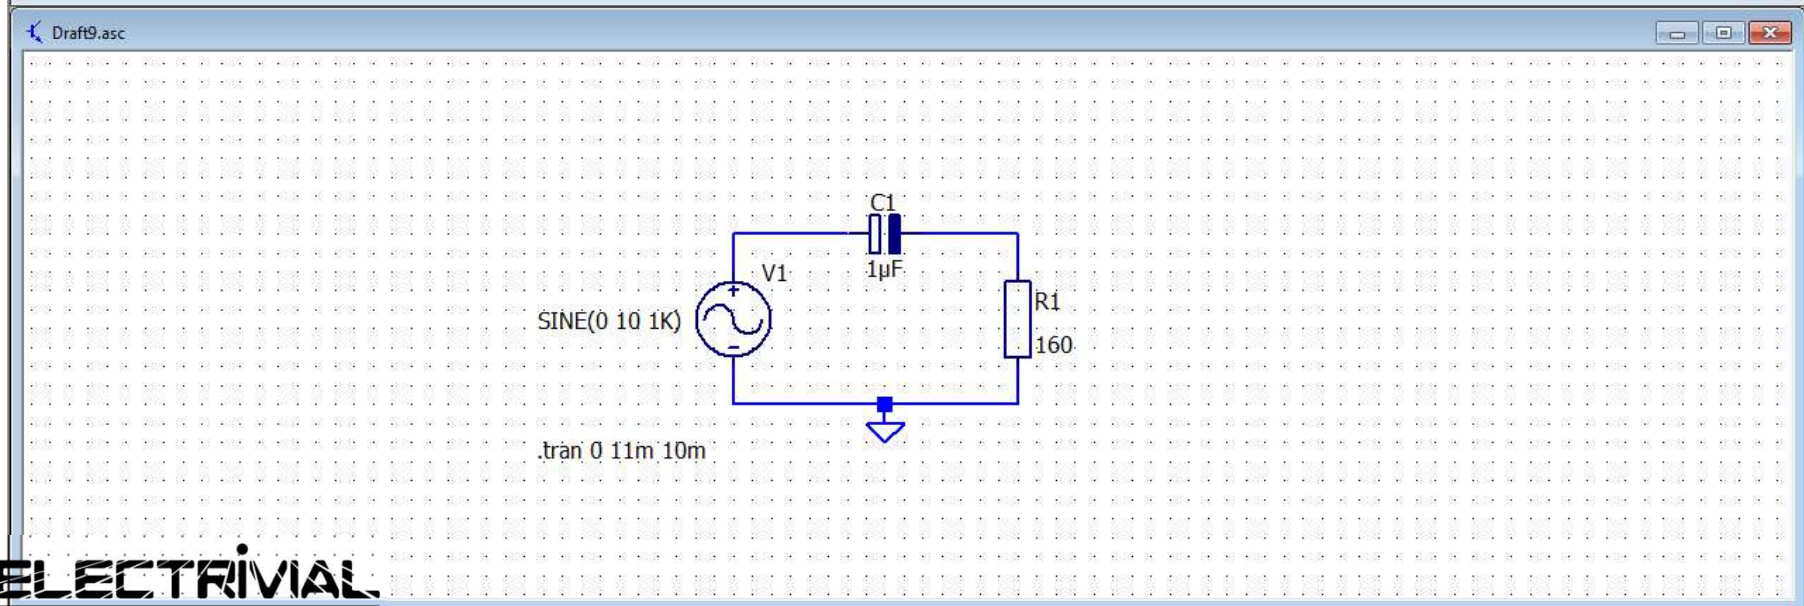 Draft9.asc
C1
1µF
V1
SINE(0 10 1K)
R1
160
.tran 0 11m 10m
ELECTRiVIAL